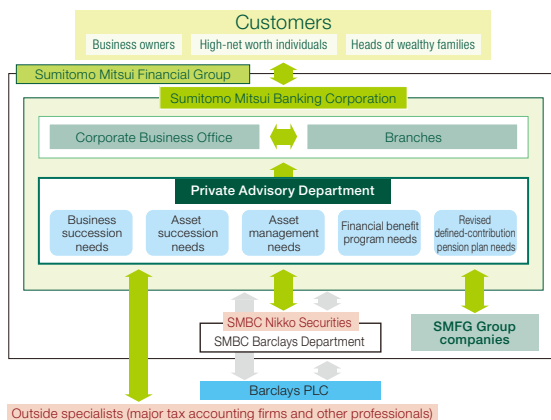 Customers
Business owners
High-net worth individuals
Heads of wealthy families
Sumitomo Mitsui Financial Group
Sumitomo Mitsui Banking Corporation
Corporate Business Office
Branches
Private Advisory Department
Business
succession
needs
Asset
succession
needs
Asset
management
needs
Financial benefit
program needs
Revised
defined-contribution
pension plan needs
SMBC Nikko Securities
SMBC Barclays Department
SMFG Group
companies
Barclays PLC
Outside specialists (major tax accounting firms and other professionals)